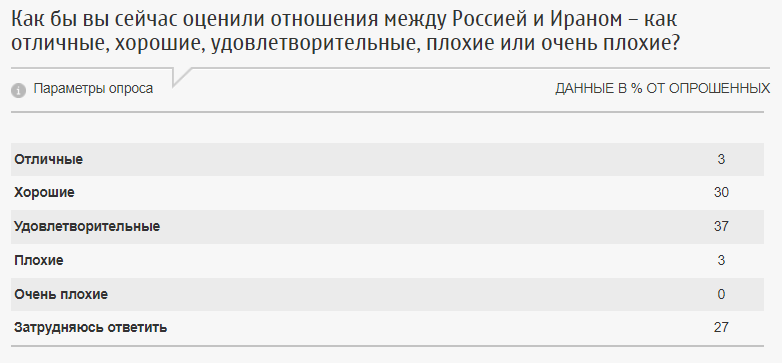 Как бы вы сейчас оценили отношения между Россией и Ираном – как
отличные, хорошие, удовлетворительные, плохие или очень плохие?
Параметры опроса ДАННЫЕ В % ОТ ОПРОШЕННЫХ
Отличные 3
Хорошие 30
Удовлетворительные 37
Плохие 3
Очень плохие 0
Затрудняюсь ответить 27